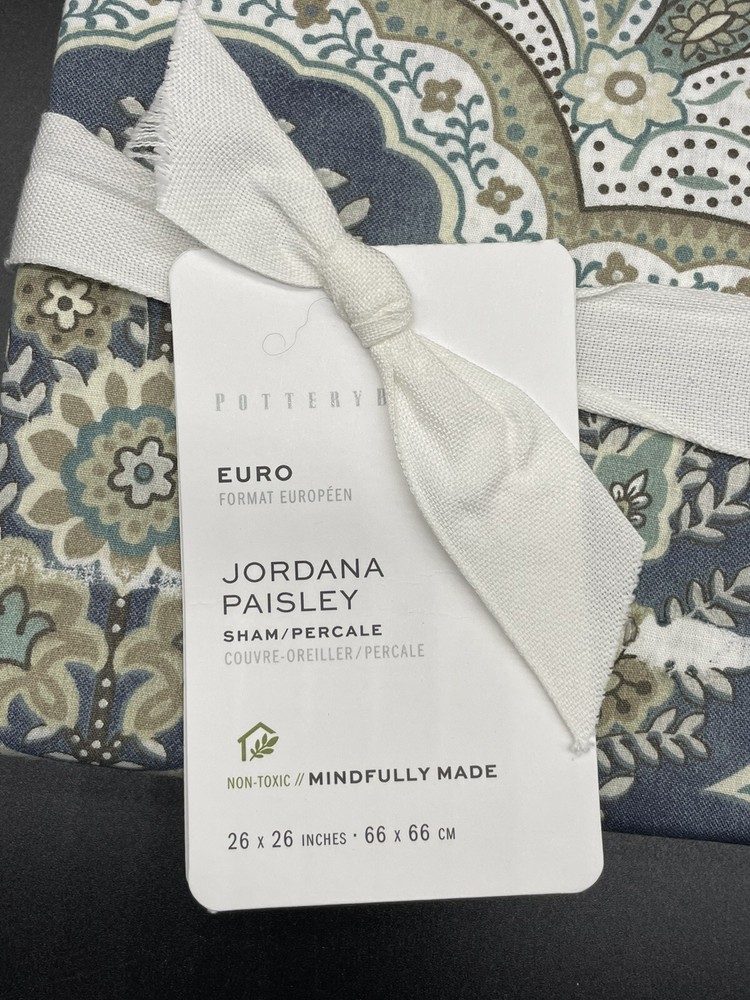 POTTERY
EURO
FORMAT EUROPÉEN
JORDANA
PAISLEY
SHAM/PERCALE
COUVRE-OREILLER/PERCALE
NON-TOXIC // MINDFULLY MADE
26 x 26 INCHES · 66 x 66 CM